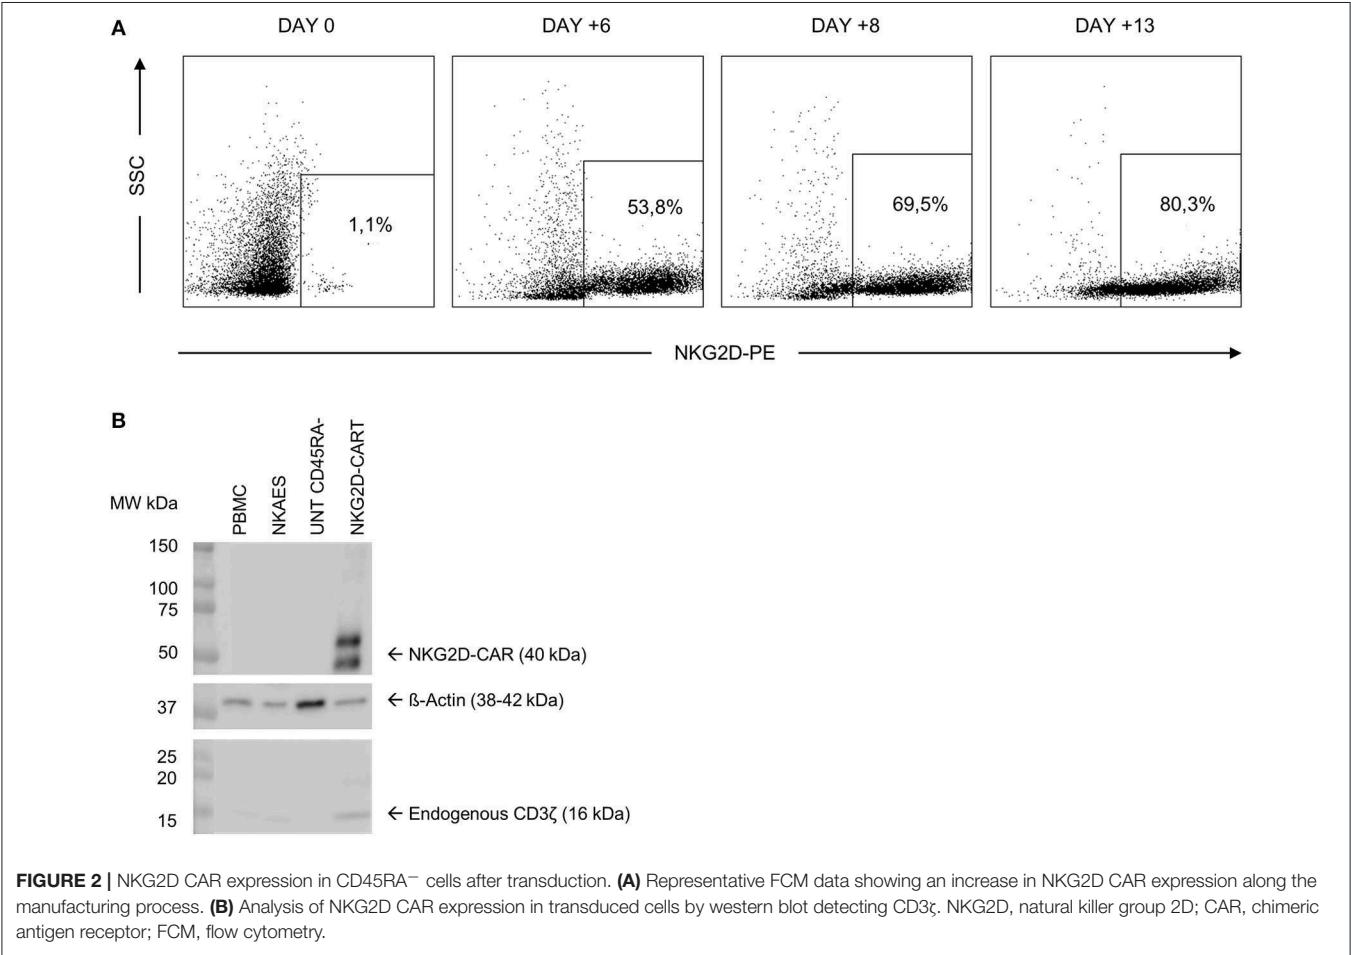 A
DAY 0
DAY +6
DAY +8
DAY +13
SSC
1,1%
53,8%
69,5%
80,3%
NKG2D-PE
B
MW kDa
PBMC
NKAES
UNT CD45RA-
NKG2D-CART
150
100
75
50
← NKG2D-CAR (40 kDa)
37
← ß-Actin (38-42 kDa)
25
20
15
← Endogenous CD3ζ (16 kDa)
FIGURE 2 | NKG2D CAR expression in CD45RA− cells after transduction. (A) Representative FCM data showing an increase in NKG2D CAR expression along the
manufacturing process. (B) Analysis of NKG2D CAR expression in transduced cells by western blot detecting CD3ζ. NKG2D, natural killer group 2D; CAR, chimeric
antigen receptor; FCM, flow cytometry.